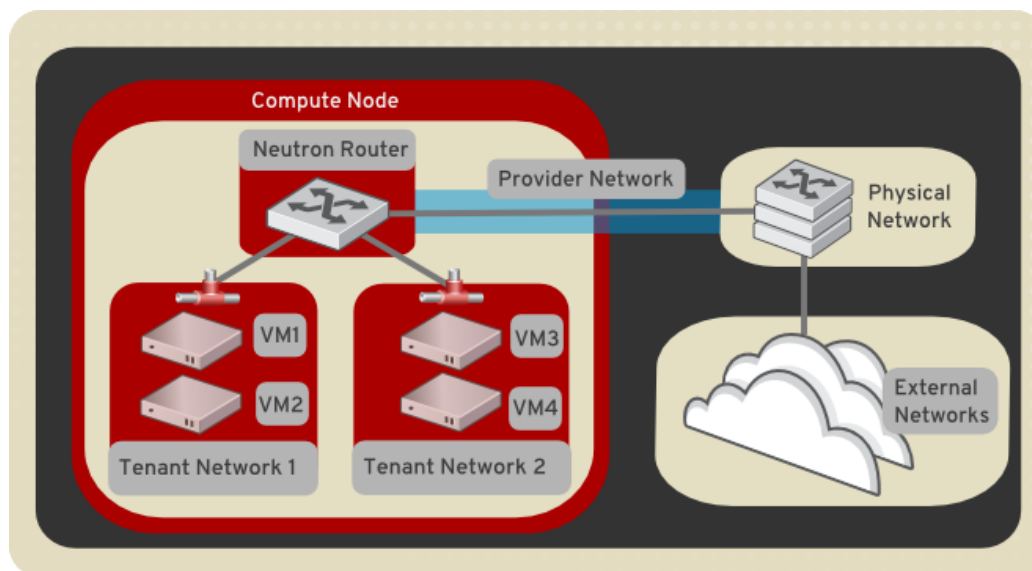 Compute Node
Neutron Router
Provider Network
Physical
Network
VM1
VM3
VM2
VM4
External
Networks
Tenant Network 1
Tenant Network 2